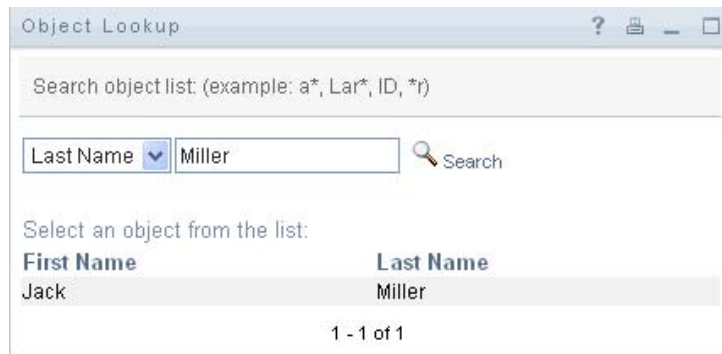 Object Lookup ?
Search object list: (example: a*, Lar*, ID, *r)
Last Name Miller Search
Select an object from the list:
First Name Last Name
Jack Miller
1 - 1 of 1